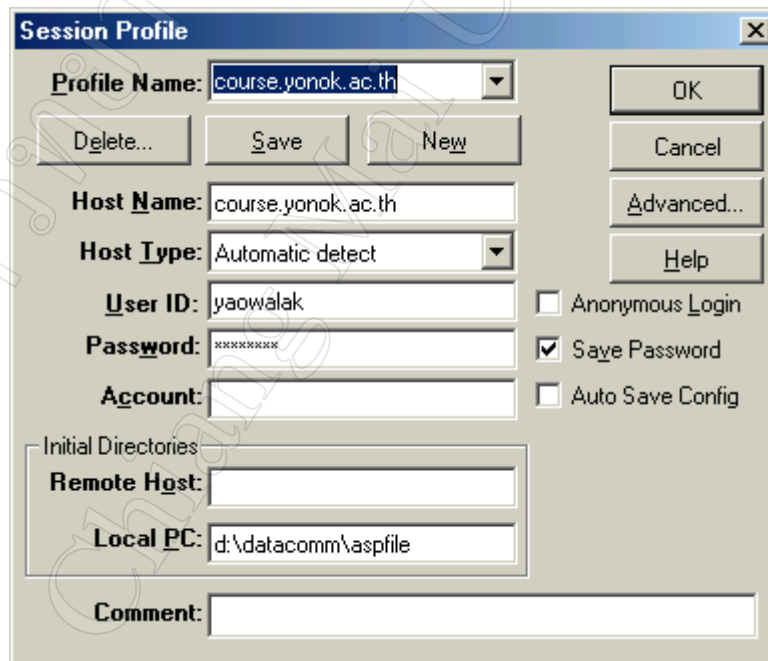 Session Profile
Profile Name: course.yonok.ac.th
OK
Delete... Save New
Cancel
Host Name: course.yonok.ac.th
Advanced...
Host Type: Automatic detect
Help
User ID: yaowalak
Anonymous Login
Password: ********
Save Password
Account:
Auto Save Config
Initial Directories
Remote Host:
Local PC: d:\datacomm\aspfile
Comment:
Chiang Mai U